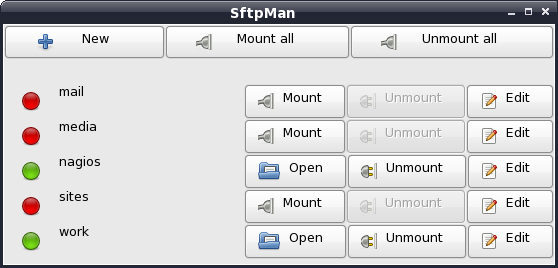 SftpMan
New Mount all Unmount all
mail Mount Unmount Edit
media Mount Unmount Edit
nagios Open Unmount Edit
sites Mount Unmount Edit
work Open Unmount Edit